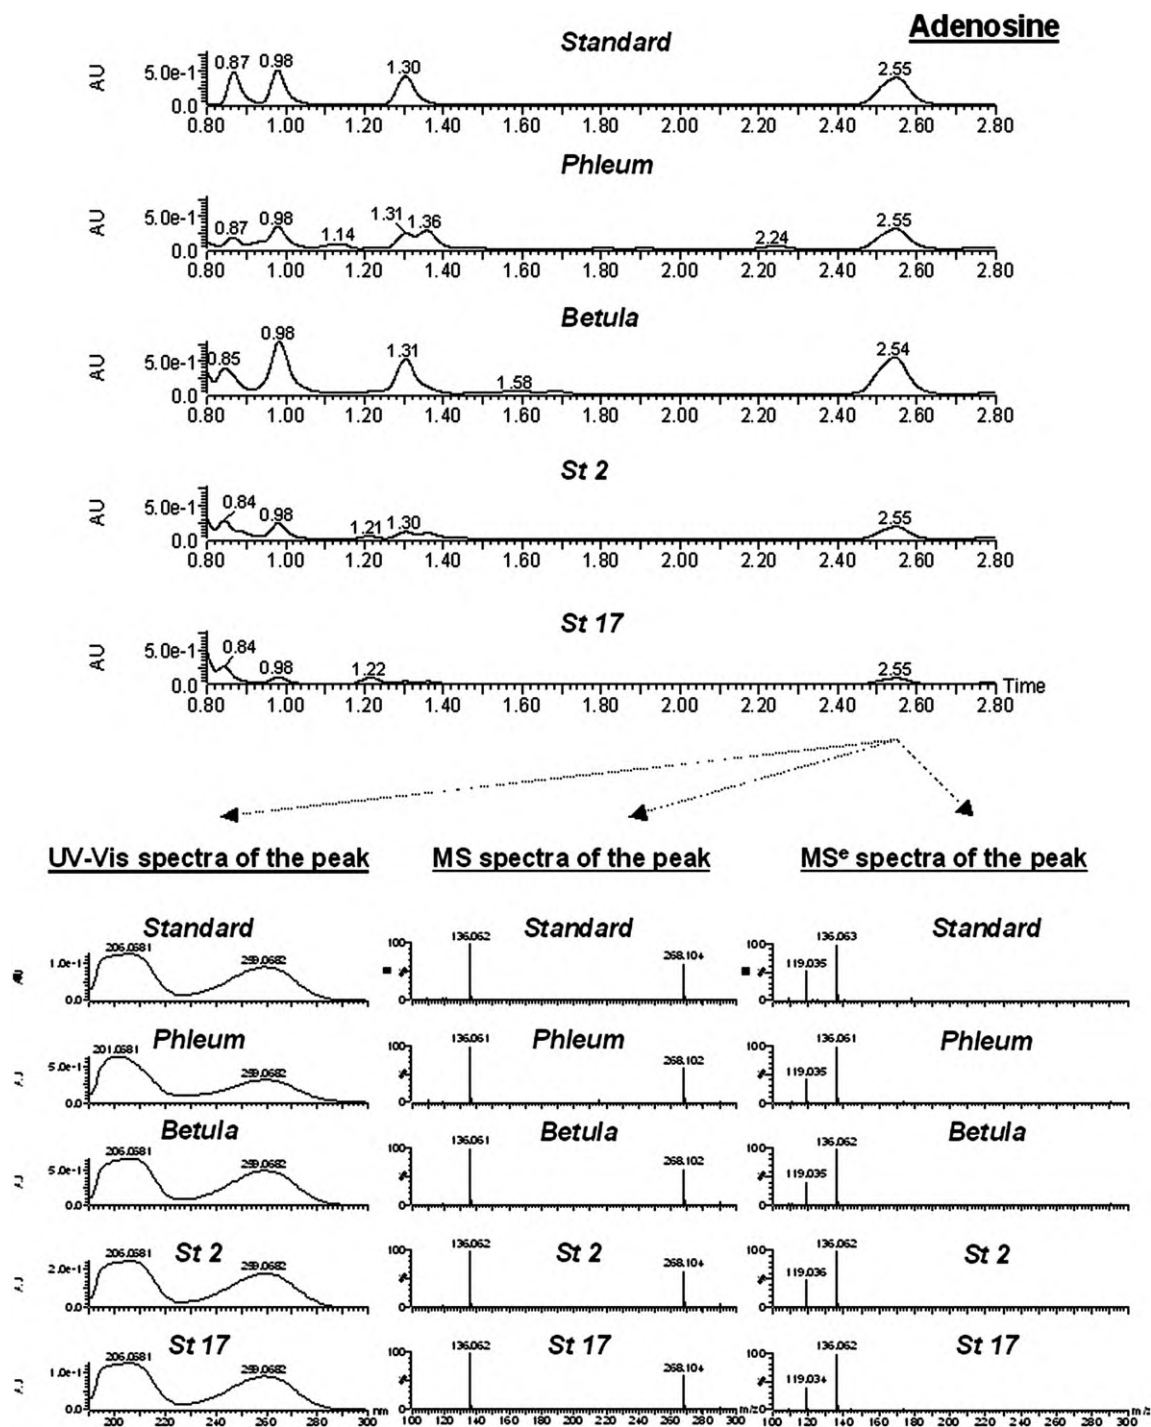 Adenosine
Standard
AU
5.0e-1
0.0
0.87 0.98 1.30 2.55
0.80 1.00 1.20 1.40 1.60 1.80 2.00 2.20 2.40 2.60 2.80
Phleum
AU
5.0e-1
0.0
0.87 0.98 1.14 1.31 1.36 2.24 2.55
0.80 1.00 1.20 1.40 1.60 1.80 2.00 2.20 2.40 2.60 2.80
Betula
AU
5.0e-1
0.0
0.85 0.98 1.31 1.58 2.54
0.80 1.00 1.20 1.40 1.60 1.80 2.00 2.20 2.40 2.60 2.80
St 2
AU
5.0e-1
0.0
0.84 0.98 1.21 1.30 2.55
0.80 1.00 1.20 1.40 1.60 1.80 2.00 2.20 2.40 2.60 2.80
St 17
AU
5.0e-1
0.0
0.84 0.98 1.22 2.55
Time
0.80 1.00 1.20 1.40 1.60 1.80 2.00 2.20 2.40 2.60 2.80
UV-Vis spectra of the peak MS spectra of the peak MSe spectra of the peak
Standard Standard Standard
1.0e-1 0.0 206.0581 259.0682
100 % 0 136.062 268.104
100 % 0 119.035 136.063
Phleum Phleum Phleum
5.0e-1 0.0 201.0581 259.0682
100 % 0 136.061 268.102
100 % 0 119.035 136.061
Betula Betula Betula
5.0e-1 0.0 206.0581 259.0682
100 % 0 136.061 268.102
100 % 0 119.035 136.062
St 2 St 2 St 2
2.0e-1 0.0 206.0581 259.0682
100 % 0 136.062 268.104
100 % 0 119.036 136.062
St 17 St 17 St 17
1.0e-1 0.0 206.0581 259.0682
100 % 0 136.062 268.104
100 % 0 119.034 136.062
200 220 240 260 280 300 nm
100 120 140 160 180 200 220 240 260 280 300 m/z
100 120 140 160 180 200 220 240 260 280 300 m/z